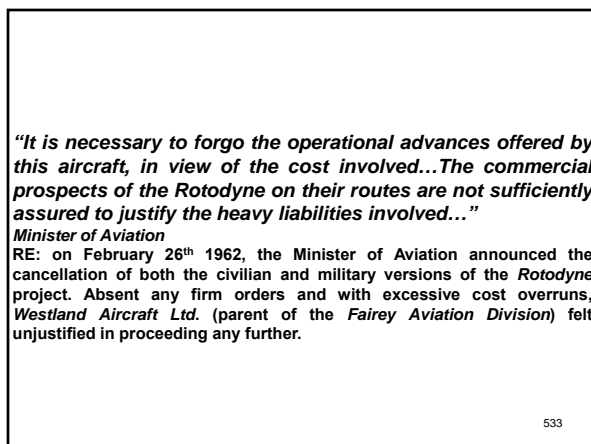 “It is necessary to forgo the operational advances offered by
this aircraft, in view of the cost involved…The commercial
prospects of the Rotodyne on their routes are not sufficiently
assured to justify the heavy liabilities involved…”
Minister of Aviation
RE: on February 26th 1962, the Minister of Aviation announced the
cancellation of both the civilian and military versions of the Rotodyne
project. Absent any firm orders and with excessive cost overruns,
Westland Aircraft Ltd. (parent of the Fairey Aviation Division) felt
unjustified in proceeding any further.
533